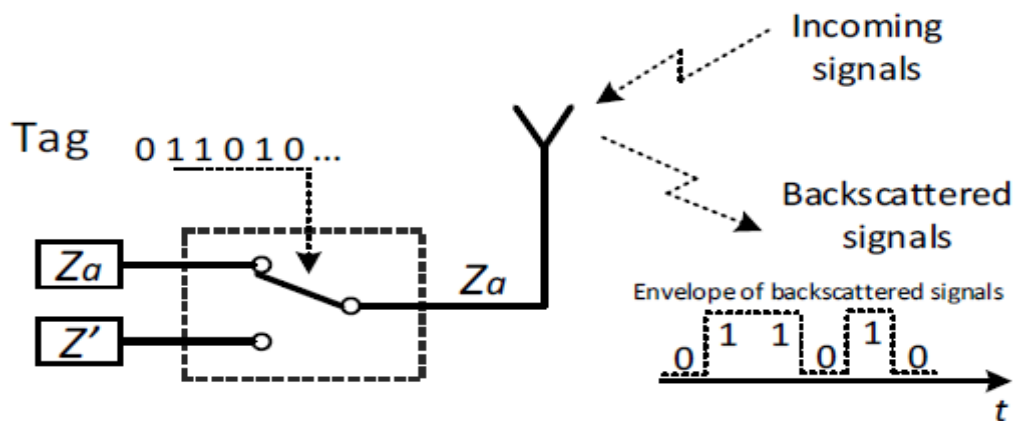 Incoming
signals
Tag
0 1 1 0 1 0 ...
Backscattered
signals
Za
Za
Z'
Envelope of backscattered signals
0 1 1 0 1 0
t